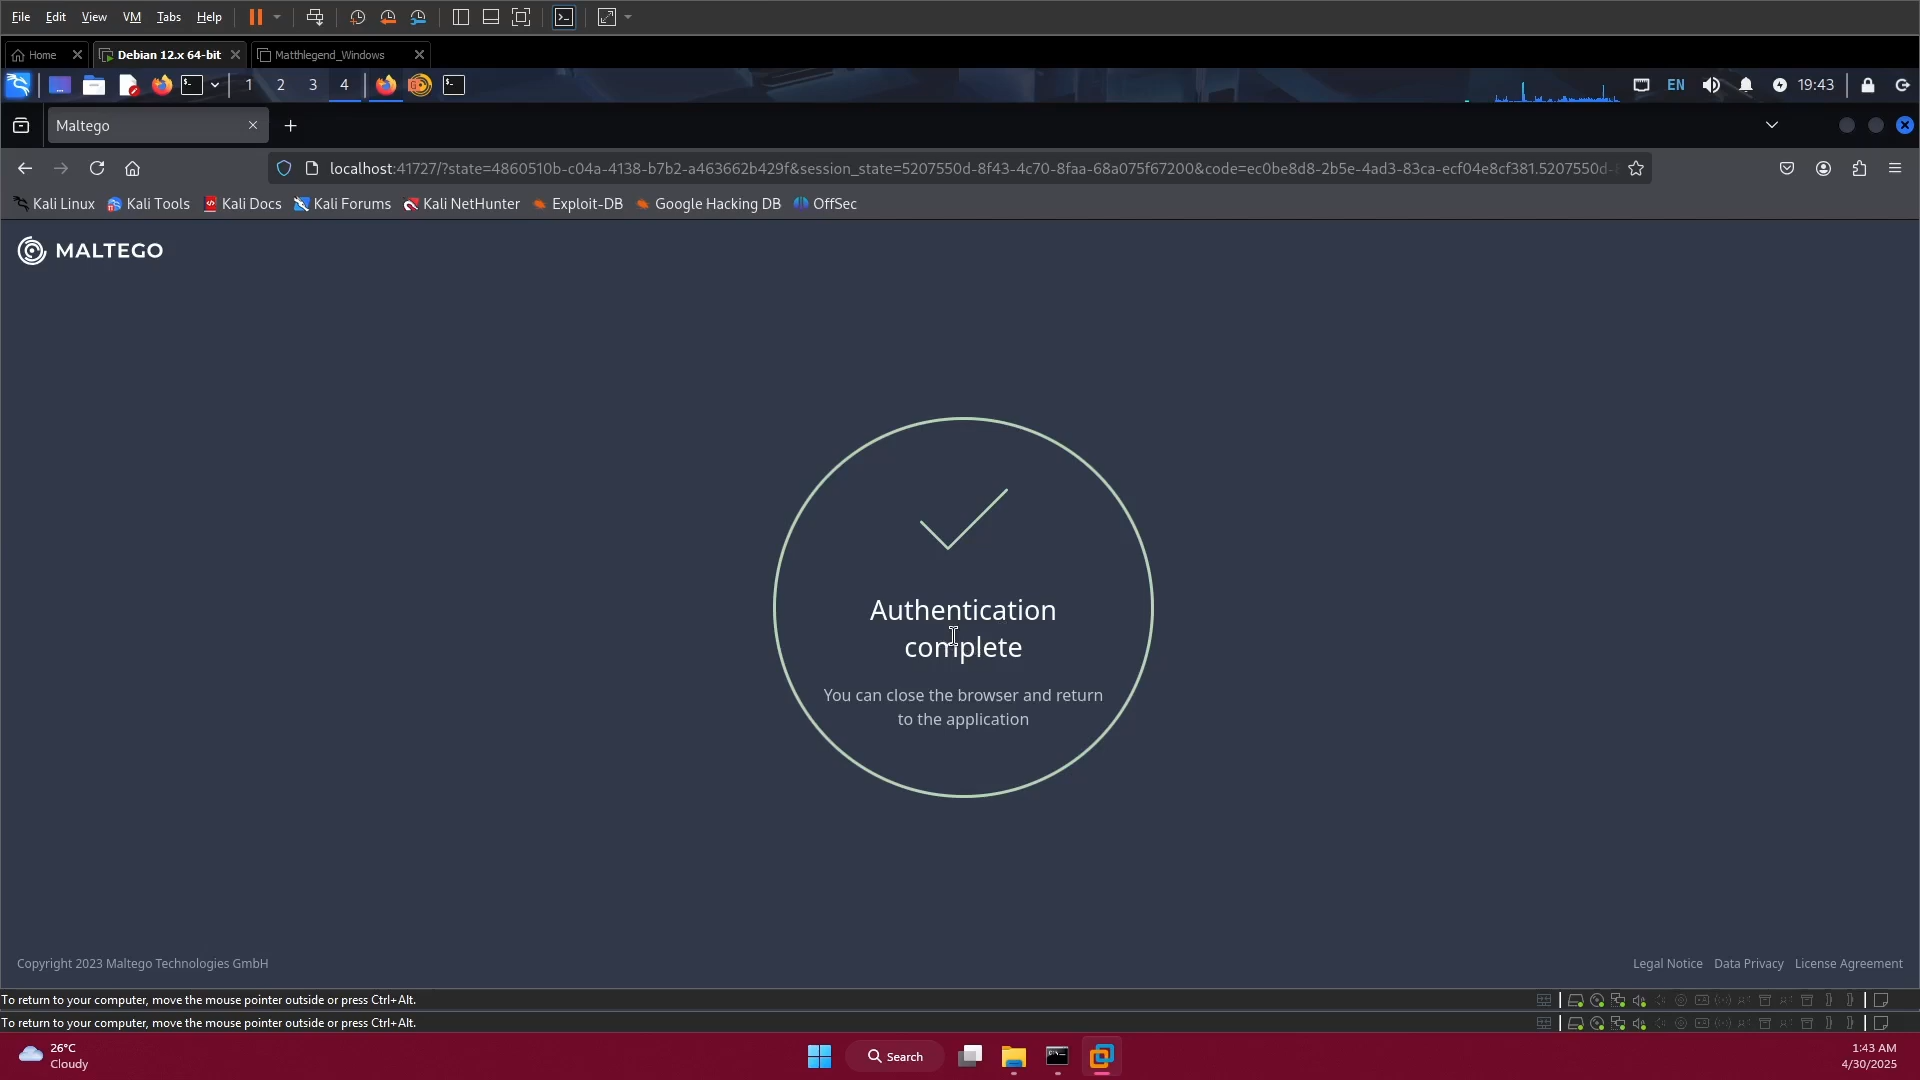 File Edit View VM Tabs Help
Home Debian 12.x 64-bit Matthlegend_Windows
1 2 3 4 EN 19:43
Maltego
localhost:41727/?state=4860510b-c04a-4138-b7b2-a463662b429f&session_state=5207550d-8f43-4c70-8faa-68a075f67200&code=ec0be8d8-2b5e-4ad3-83ca-ecf04e8cf381.5207550d-
Kali Linux Kali Tools Kali Docs Kali Forums Kali NetHunter Exploit-DB Google Hacking DB OffSec
MALTEGO
Authentication
complete
You can close the browser and return
to the application
Copyright 2023 Maltego Technologies GmbH Legal Notice Data Privacy License Agreement
To return to your computer, move the mouse pointer outside or press Ctrl+Alt.
To return to your computer, move the mouse pointer outside or press Ctrl+Alt.
26°C
Cloudy
Search
1:43 AM
4/30/2025